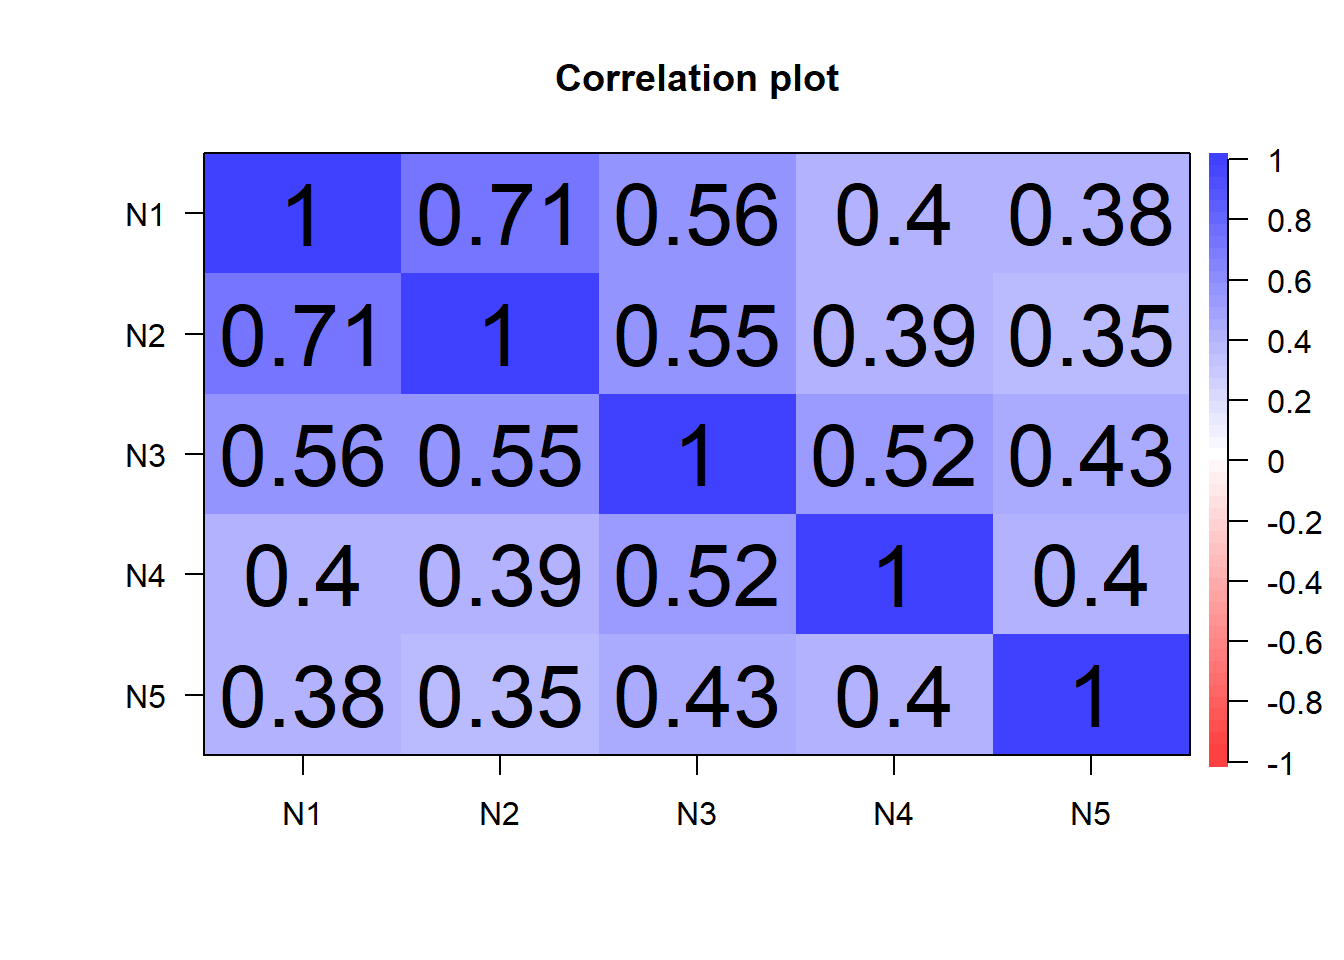 Correlation plot
N1 1 0.71 0.56 0.4 0.38
N2 0.71 1 0.55 0.39 0.35
N3 0.56 0.55 1 0.52 0.43
N4 0.4 0.39 0.52 1 0.4
N5 0.38 0.35 0.43 0.4 1
N1 N2 N3 N4 N5
1
0.8
0.6
0.4
0.2
0
-0.2
-0.4
-0.6
-0.8
-1